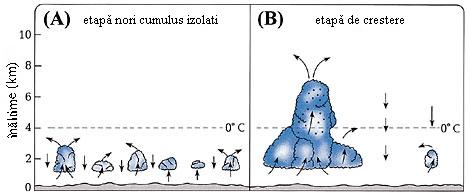 (A) etapă nori cumulus izolati
(B) etapă de crestere
înălțime (km)
10
8
6
4
2
0
0° C
0° C